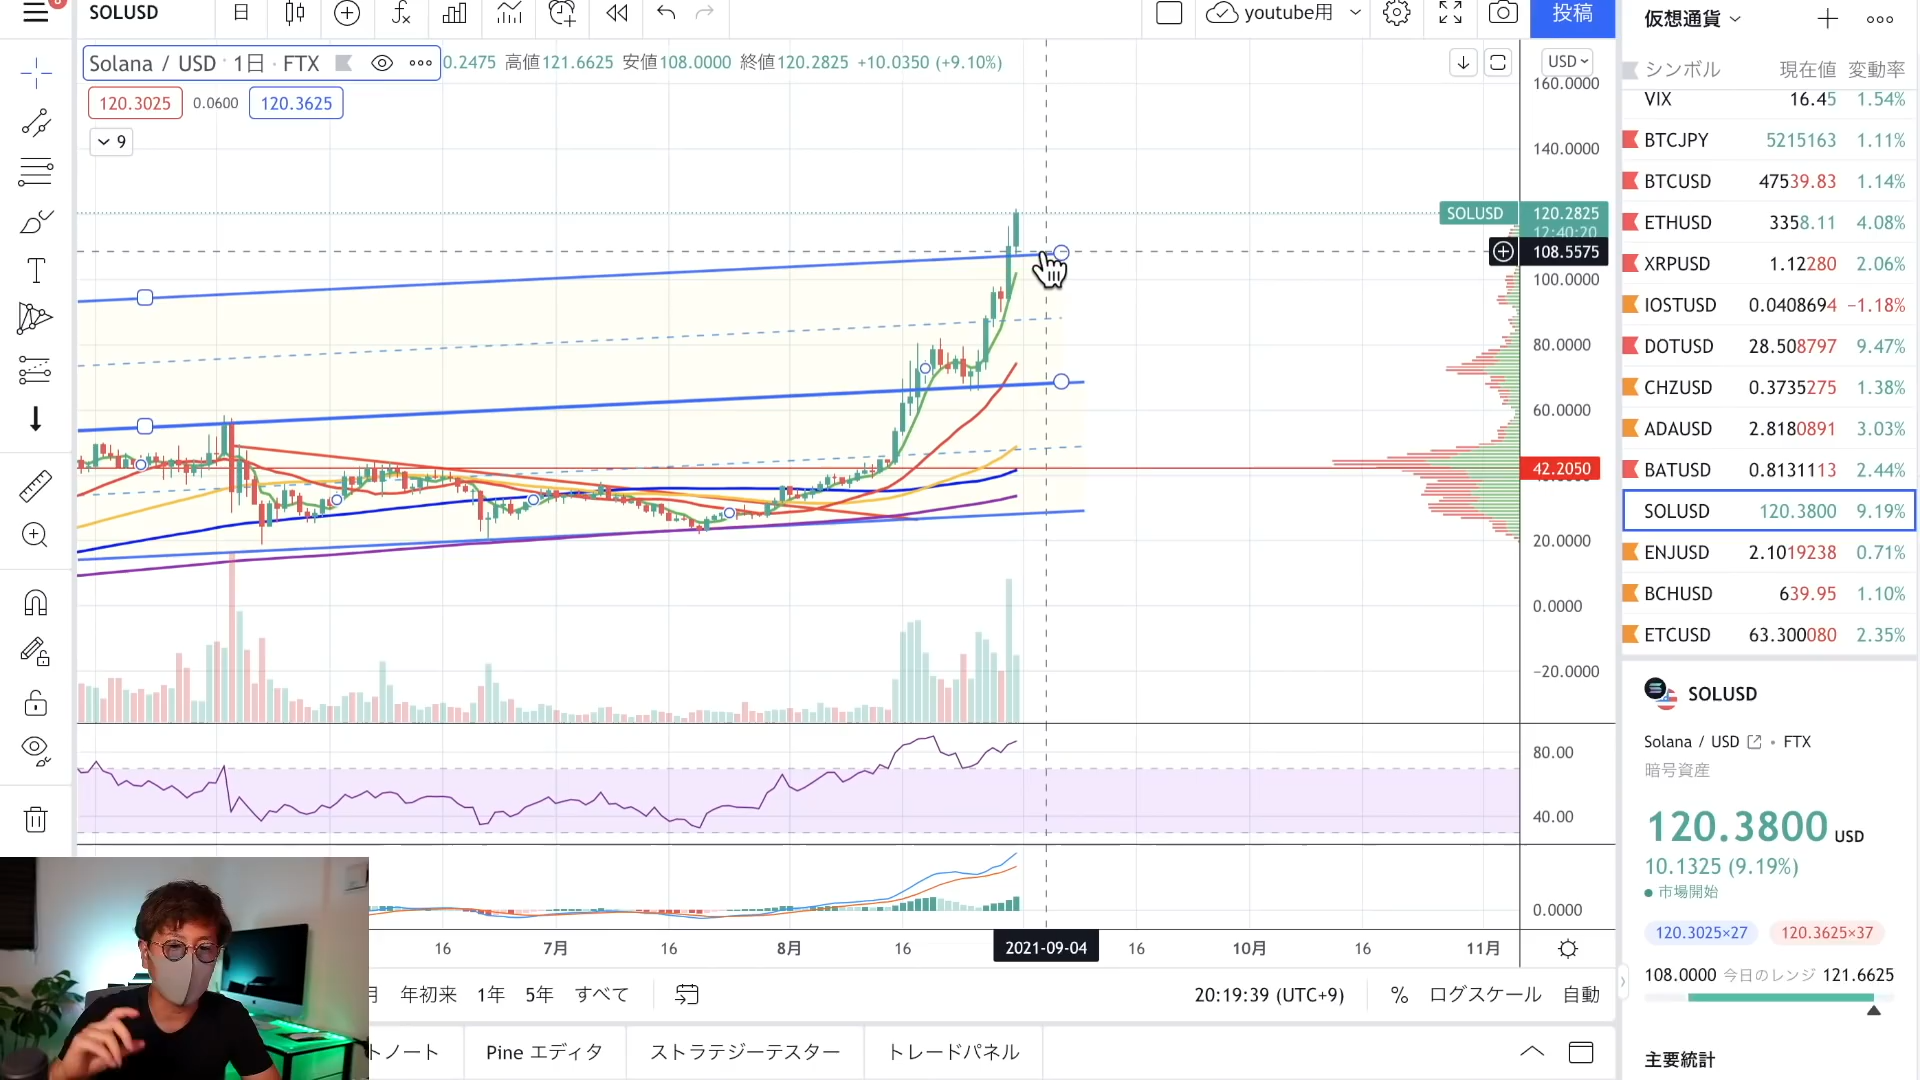 SOLUSD
日
youtube用
投稿
Solana / USD · 1日 · FTX
0.2475 高値121.6625 安値108.0000 終値120.2825 +10.0350 (+9.10%)
USD
120.3025
0.0600
120.3625
9
160.0000
140.0000
SOLUSD
120.2825
12:40:20
108.5575
100.0000
80.0000
60.0000
42.2050
20.0000
0.0000
−20.0000
80.00
40.00
0.0000
16
7月
16
8月
16
2021-09-04
16
10月
16
11月
月
年初来
1年
5年
すべて
20:19:39 (UTC+9)
%
ログスケール
自動
トノート
Pine エディタ
ストラテジーテスター
トレードパネル
仮想通貨
シンボル 現在値 変動率
VIX 16.45 1.54%
BTCJPY 5215163 1.11%
BTCUSD 47539.83 1.14%
ETHUSD 3358.11 4.08%
XRPUSD 1.12280 2.06%
IOSTUSD 0.0408694 −1.18%
DOTUSD 28.508797 9.47%
CHZUSD 0.3735275 1.38%
ADAUSD 2.8180891 3.03%
BATUSD 0.8131113 2.44%
SOLUSD 120.3800 9.19%
ENJUSD 2.1019238 0.71%
BCHUSD 639.95 1.10%
ETCUSD 63.300080 2.35%
SOLUSD
Solana / USD • FTX
暗号資産
120.3800 USD
10.1325 (9.19%)
市場開始
120.3025×27
120.3625×37
108.0000 今日のレンジ 121.6625
主要統計